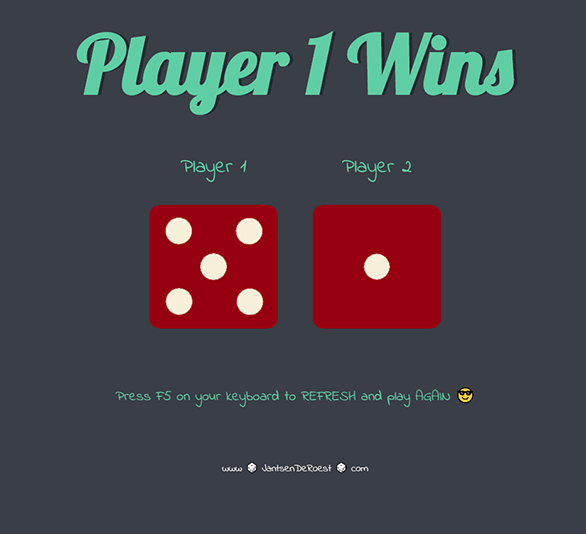 Player 1 Wins
Player 1 Player 2
Press F5 on your keyboard to REFRESH and play AGAIN 😎
www 🎲 JantsenDeRoest 🎲 com